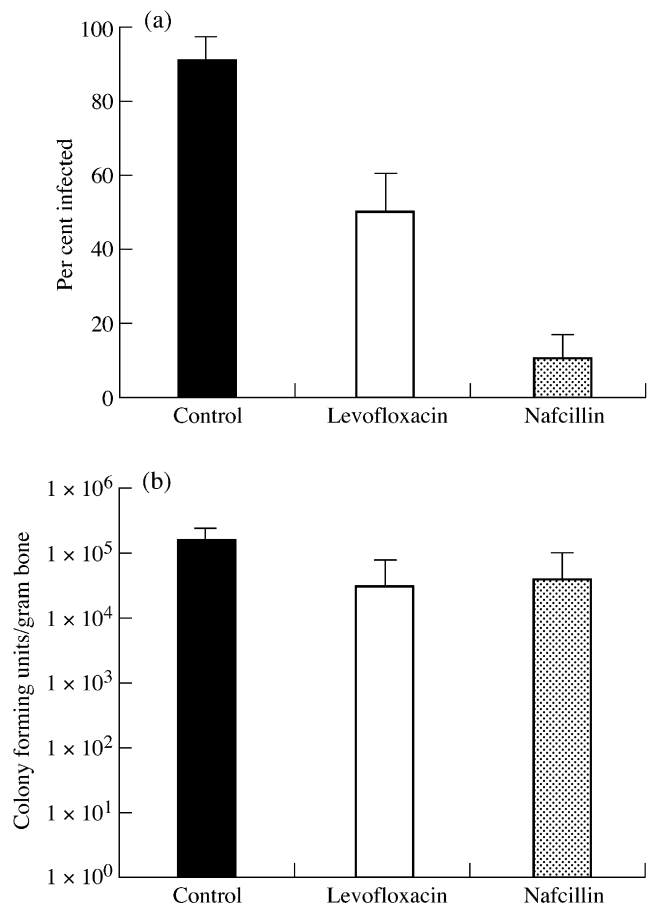 (a)
100
80
60
40
20
0
Per cent infected
Control Levofloxacin Nafcillin
(b)
1 × 10⁶
1 × 10⁵
1 × 10⁴
1 × 10³
1 × 10²
1 × 10¹
1 × 10⁰
Colony forming units/gram bone
Control Levofloxacin Nafcillin